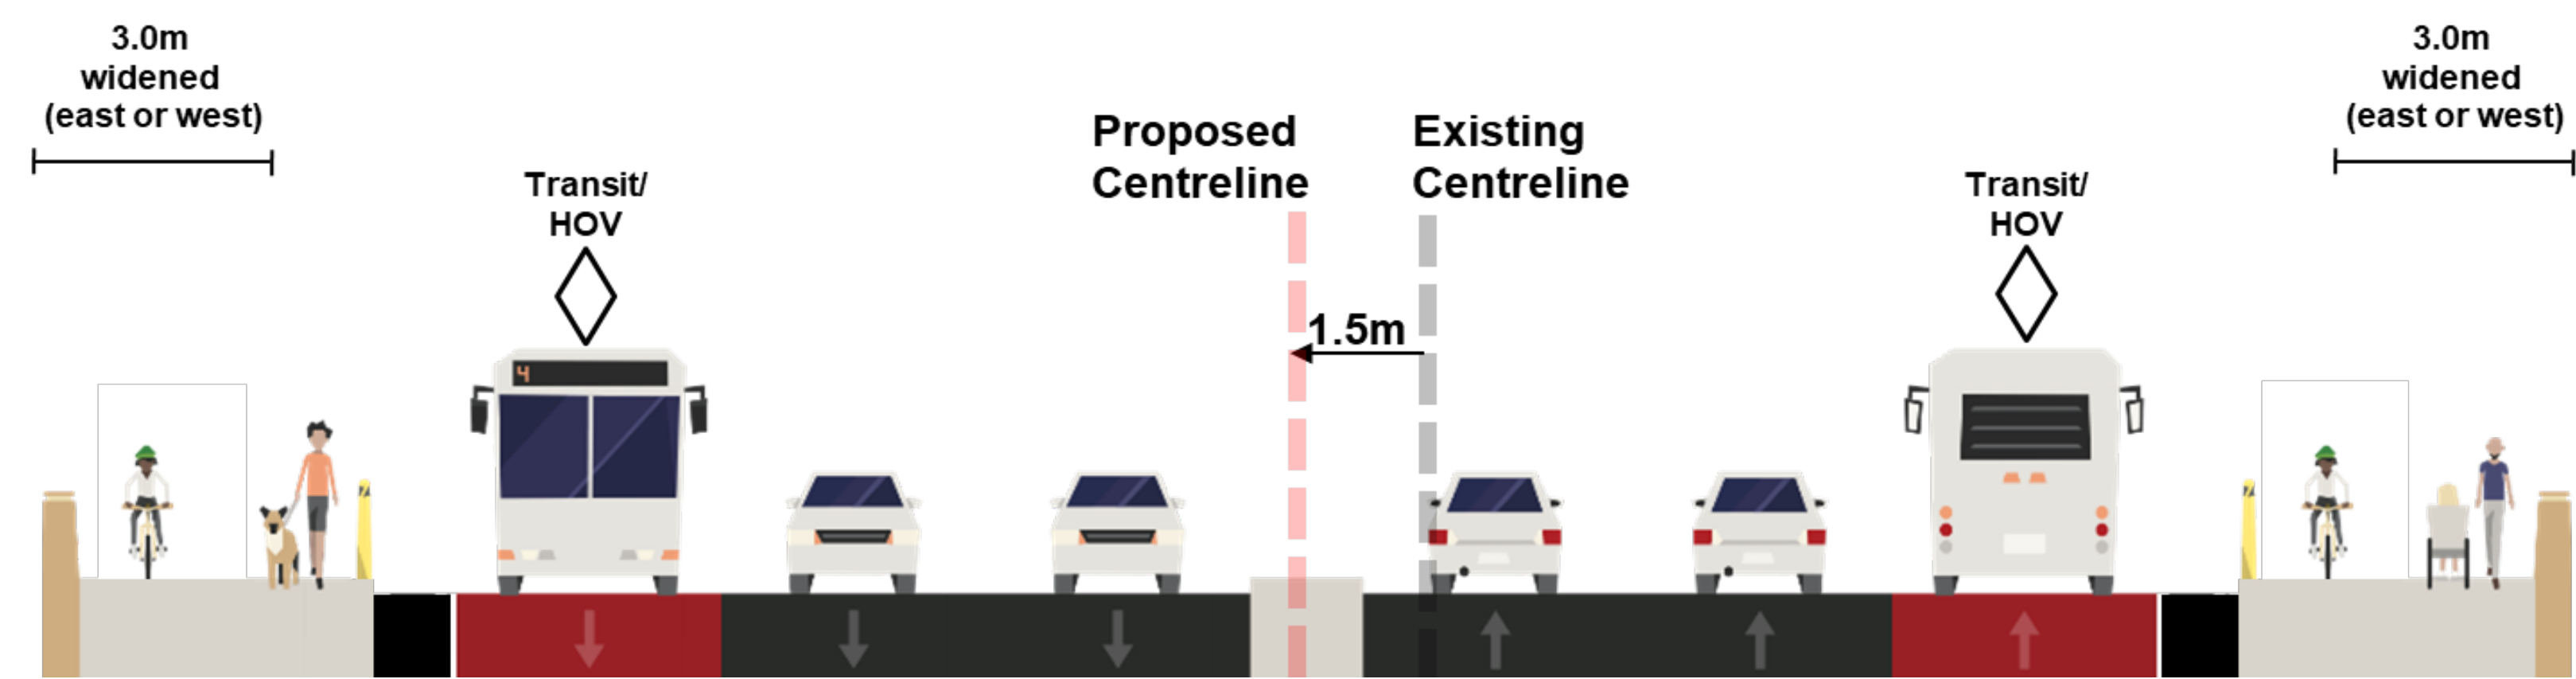 3.0m
widened
(east or west)
Transit/
HOV
4
Proposed
Centreline
1.5m
Existing
Centreline
Transit/
HOV
3.0m
widened
(east or west)